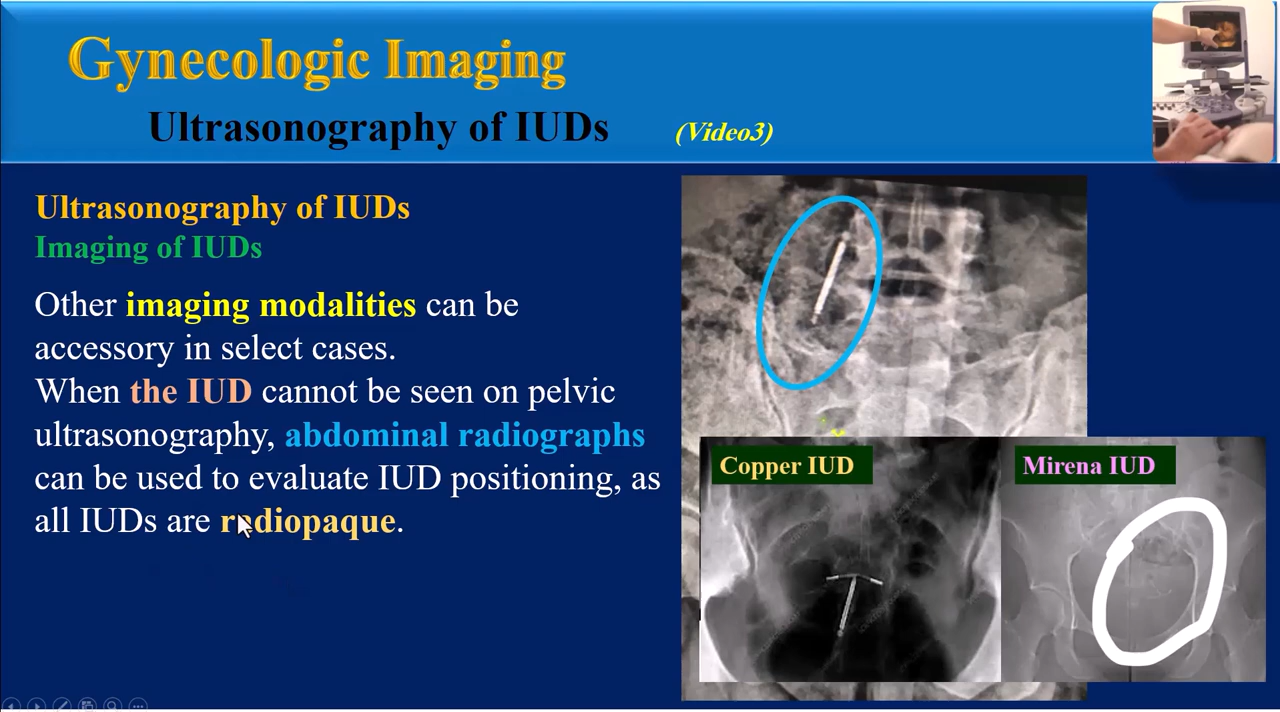 Gynecologic Imaging
Ultrasonography of IUDs (Video3)
Ultrasonography of IUDs
Imaging of IUDs
Other imaging modalities can be
accessory in select cases.
When the IUD cannot be seen on pelvic
ultrasonography, abdominal radiographs
can be used to evaluate IUD positioning, as
all IUDs are radiopaque.
Copper IUD
Mirena IUD